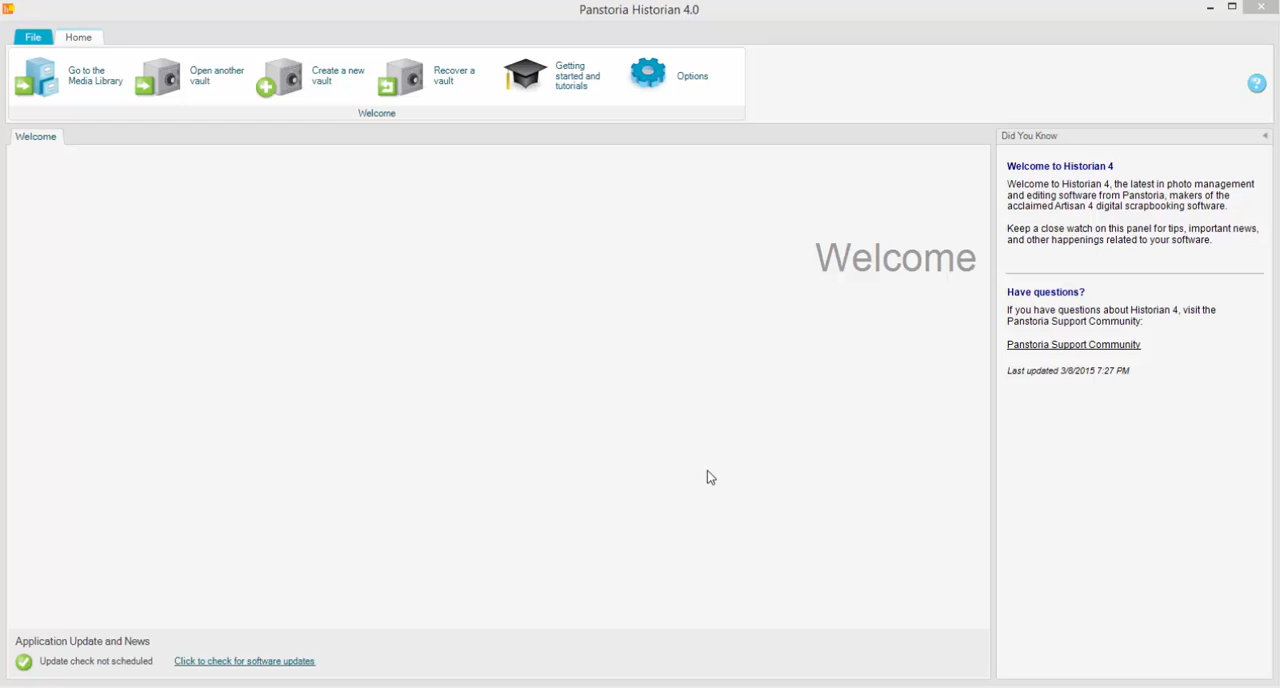 Panstoria Historian 4.0
File
Home
Go to the
Media Library
Open another
vault
Create a new
vault
Recover a
vault
Getting
started and
tutorials
Options
Welcome
Welcome
Welcome
Did You Know
Welcome to Historian 4
Welcome to Historian 4, the latest in photo management
and editing software from Panstoria, makers of the
acclaimed Artisan 4 digital scrapbooking software.
Keep a close watch on this panel for tips, important news,
and other happenings related to your software.
Have questions?
If you have questions about Historian 4, visit the
Panstoria Support Community:
Panstoria Support Community
Last updated 3/8/2015 7:27 PM
Application Update and News
Update check not scheduled
Click to check for software updates